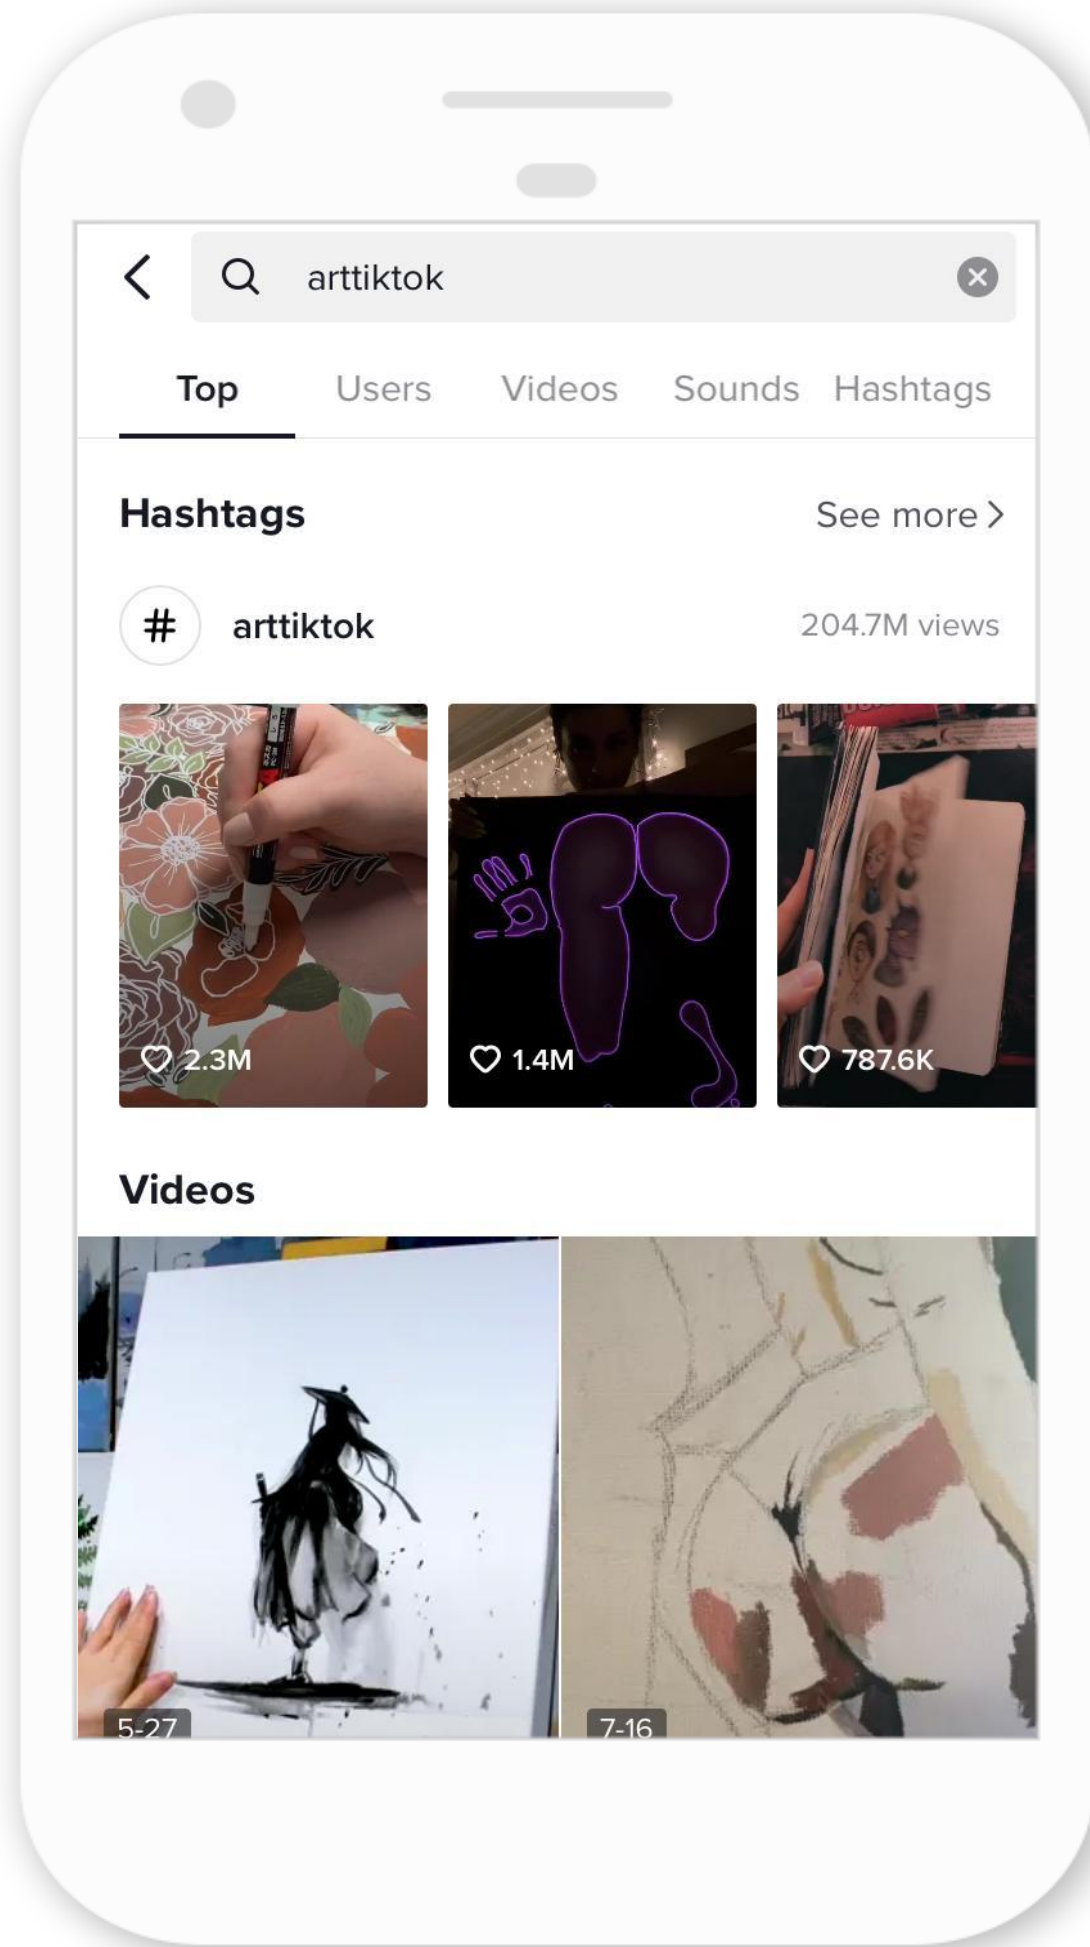 arttiktok
Top Users Videos Sounds Hashtags
Hashtags See more
# arttiktok 204.7M views
2.3M 1.4M 787.6K
Videos
5-27 7-16